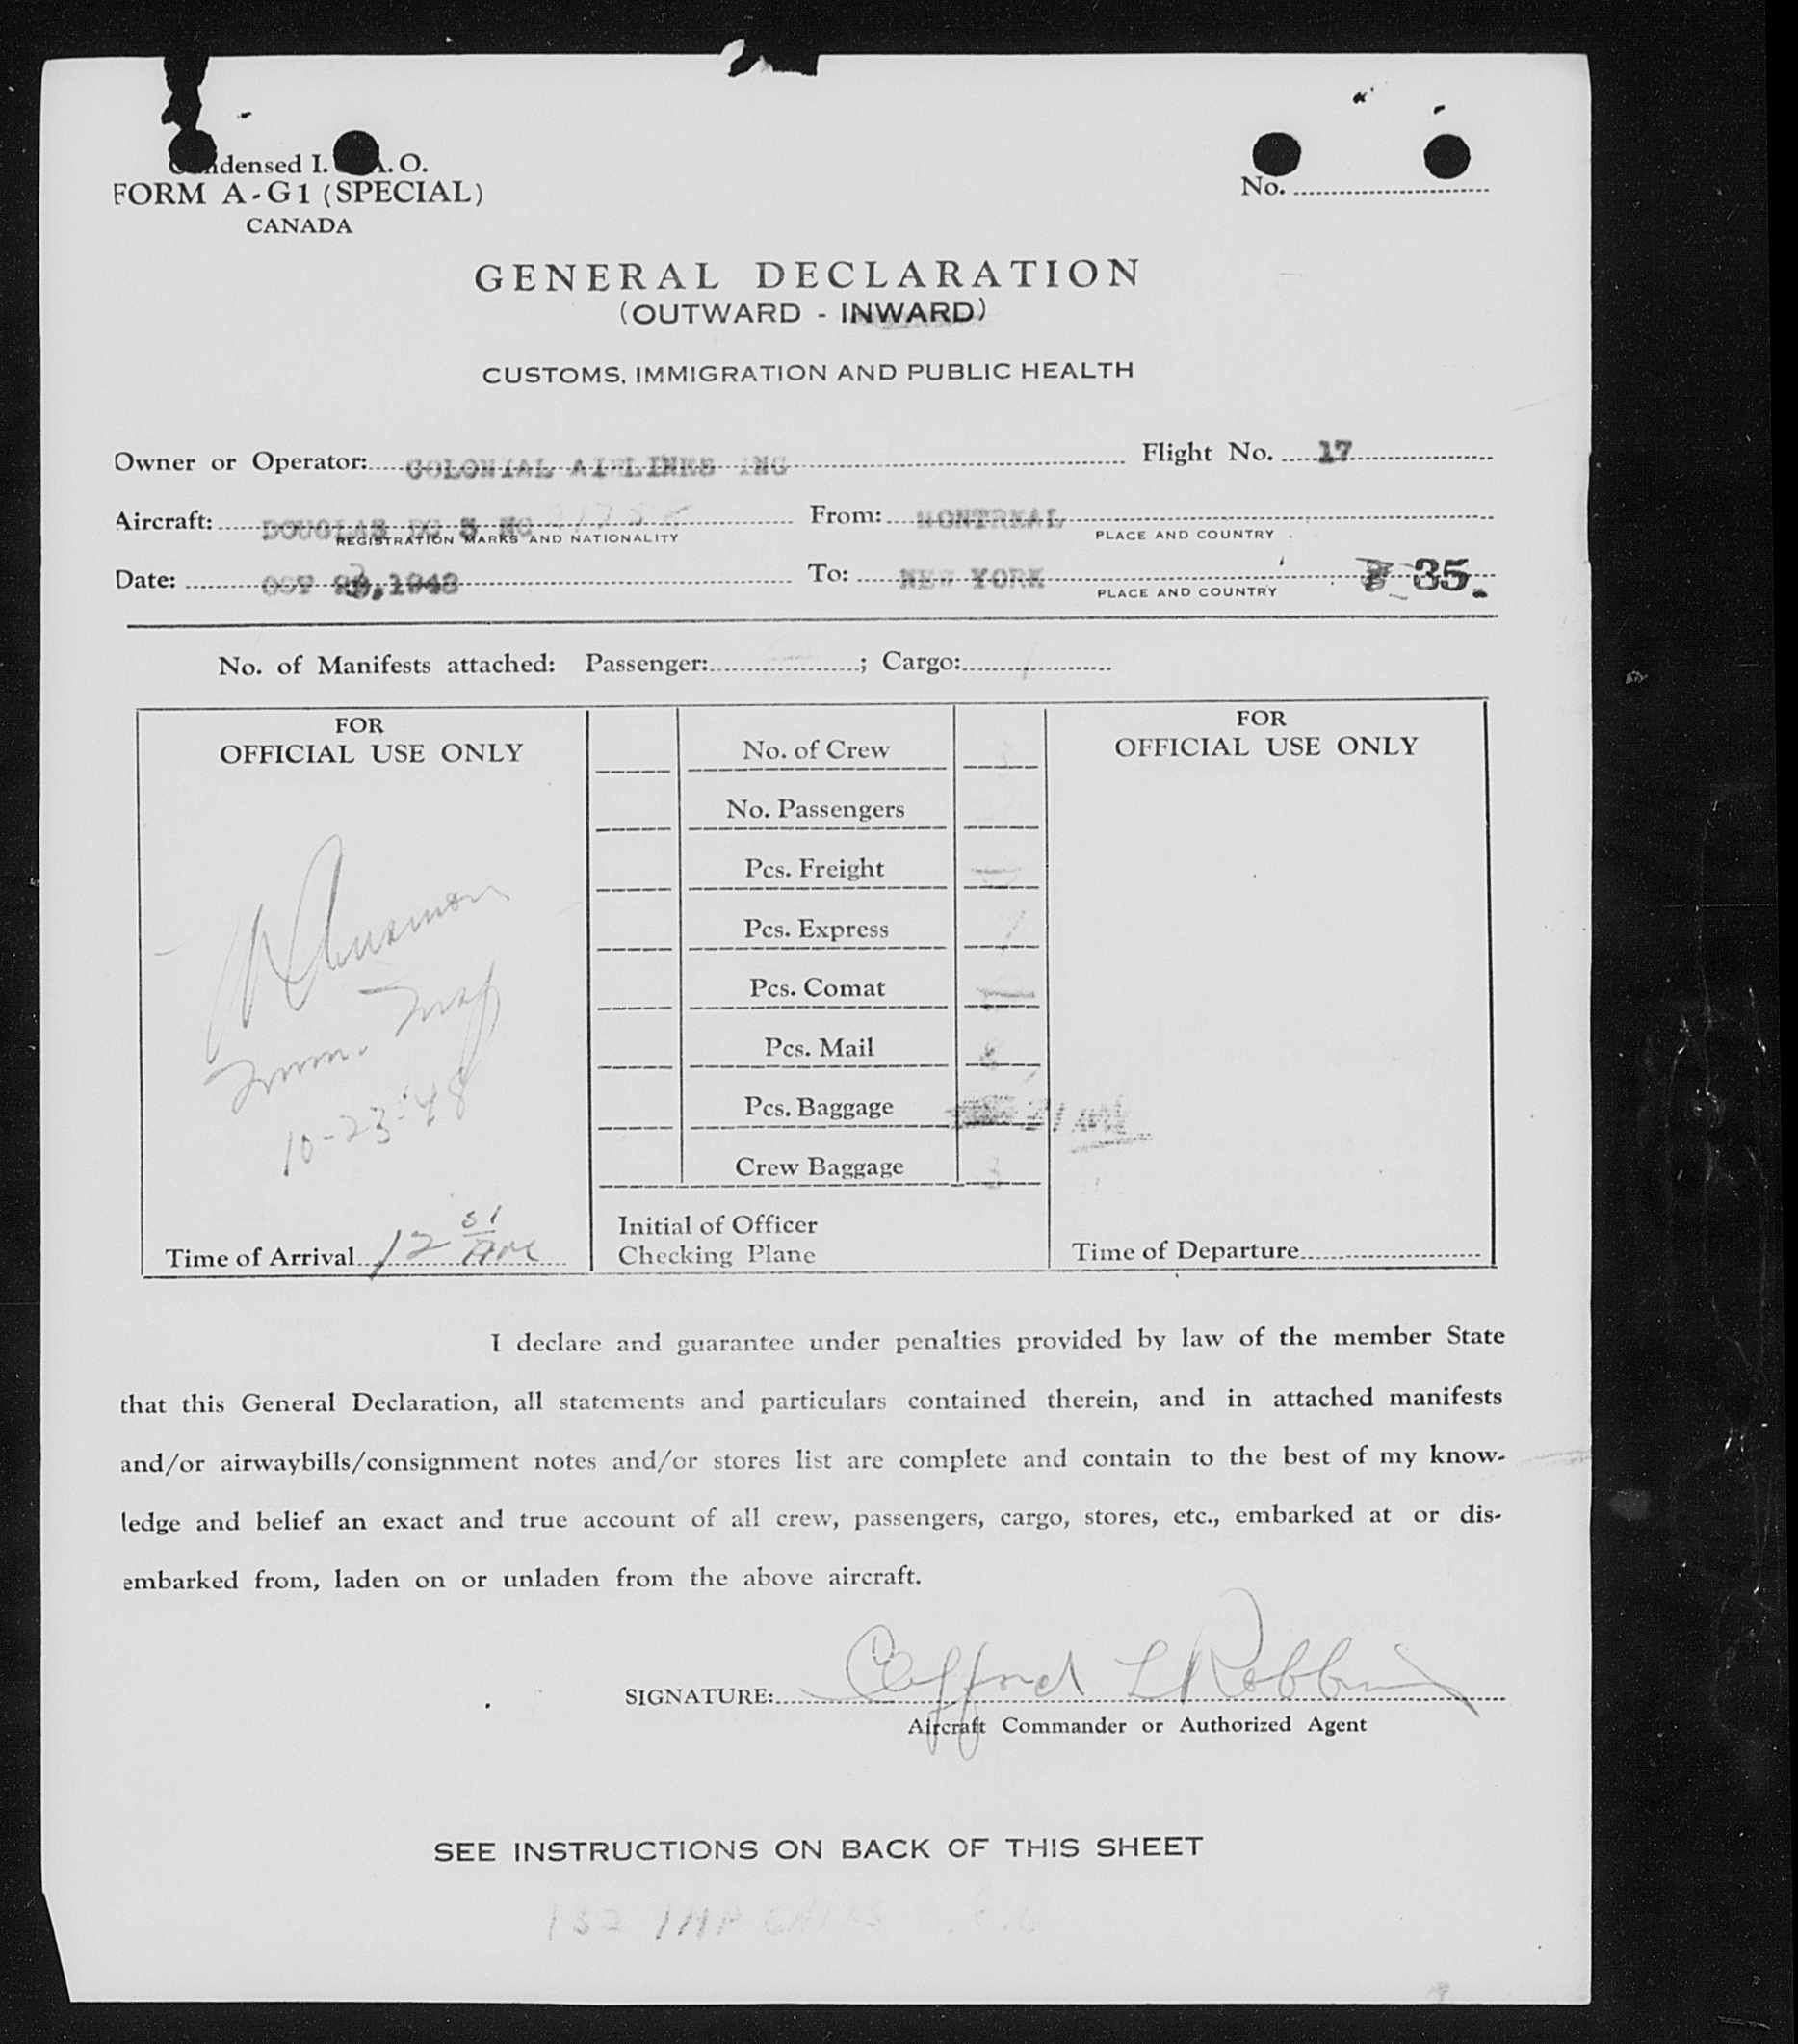 Condensed I. A. O.
FORM A-G1 (SPECIAL)
CANADA
No.
GENERAL DECLARATION
(OUTWARD - INWARD)
CUSTOMS, IMMIGRATION AND PUBLIC HEALTH
Owner or Operator: COLONIAL AIRLINES INC Flight No. 17
Aircraft: DOUGLAS DC 3 NC From: MONTREAL
REGISTRATION MARKS AND NATIONALITY PLACE AND COUNTRY
Date: OCT 1948 To: NEW YORK 35.
PLACE AND COUNTRY
No. of Manifests attached: Passenger: ; Cargo: 1
FOR
OFFICIAL USE ONLY
Imm. Insp
10-23-48
Time of Arrival 12 51 AM
No. of Crew 3
No. Passengers
Pcs. Freight
Pcs. Express 1
Pcs. Comat
Pcs. Mail
Pcs. Baggage
Crew Baggage 3
Initial of Officer
Checking Plane
FOR
OFFICIAL USE ONLY
Time of Departure
I declare and guarantee under penalties provided by law of the member State
that this General Declaration, all statements and particulars contained therein, and in attached manifests
and/or airwaybills/consignment notes and/or stores list are complete and contain to the best of my know-
ledge and belief an exact and true account of all crew, passengers, cargo, stores, etc., embarked at or dis-
embarked from, laden on or unladen from the above aircraft.
SIGNATURE: Clifford L Robbins
Aircraft Commander or Authorized Agent
SEE INSTRUCTIONS ON BACK OF THIS SHEET